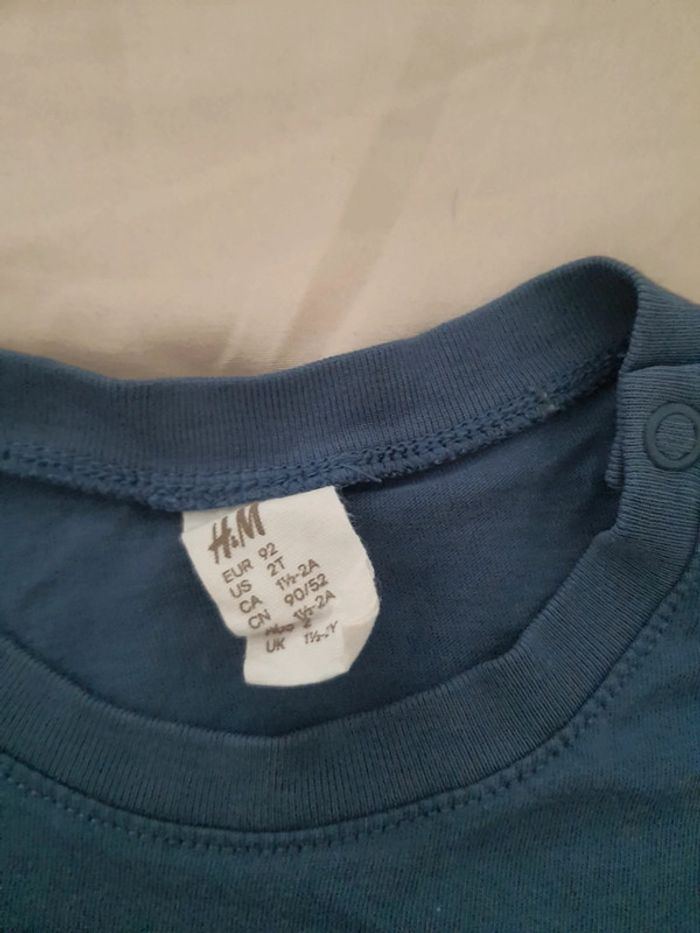 H&M
EUR 92
US 2T
CA 1½-2A
CN 90/52
1½-2A
UK 1½-2Y